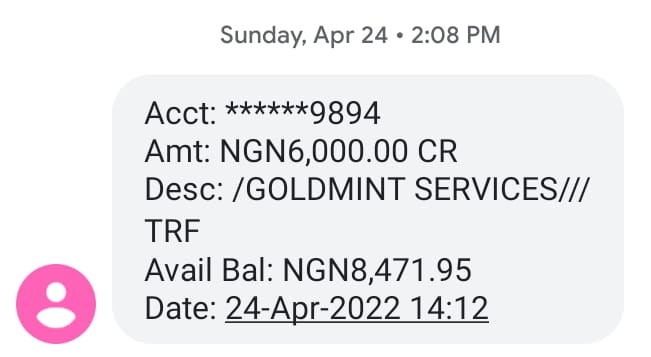 Sunday, Apr 24 • 2:08 PM
Acct: ******9894
Amt: NGN6,000.00 CR
Desc: /GOLDMINT SERVICES///
TRF
Avail Bal: NGN8,471.95
Date: 24-Apr-2022 14:12